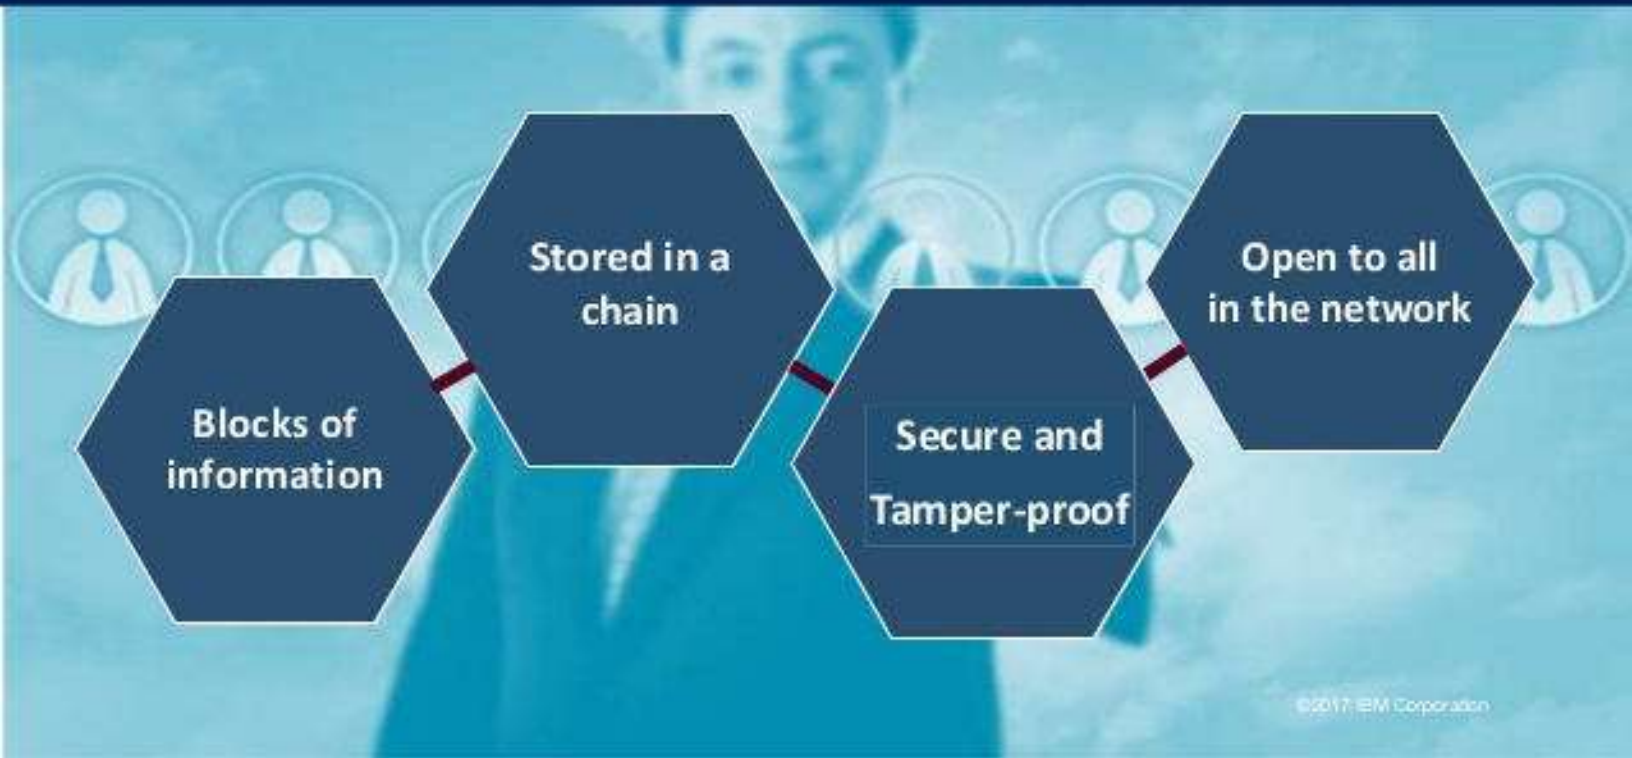 Blocks of
information
Stored in a
chain
Secure and
Tamper-proof
Open to all
in the network
©2017 IBM Corporation